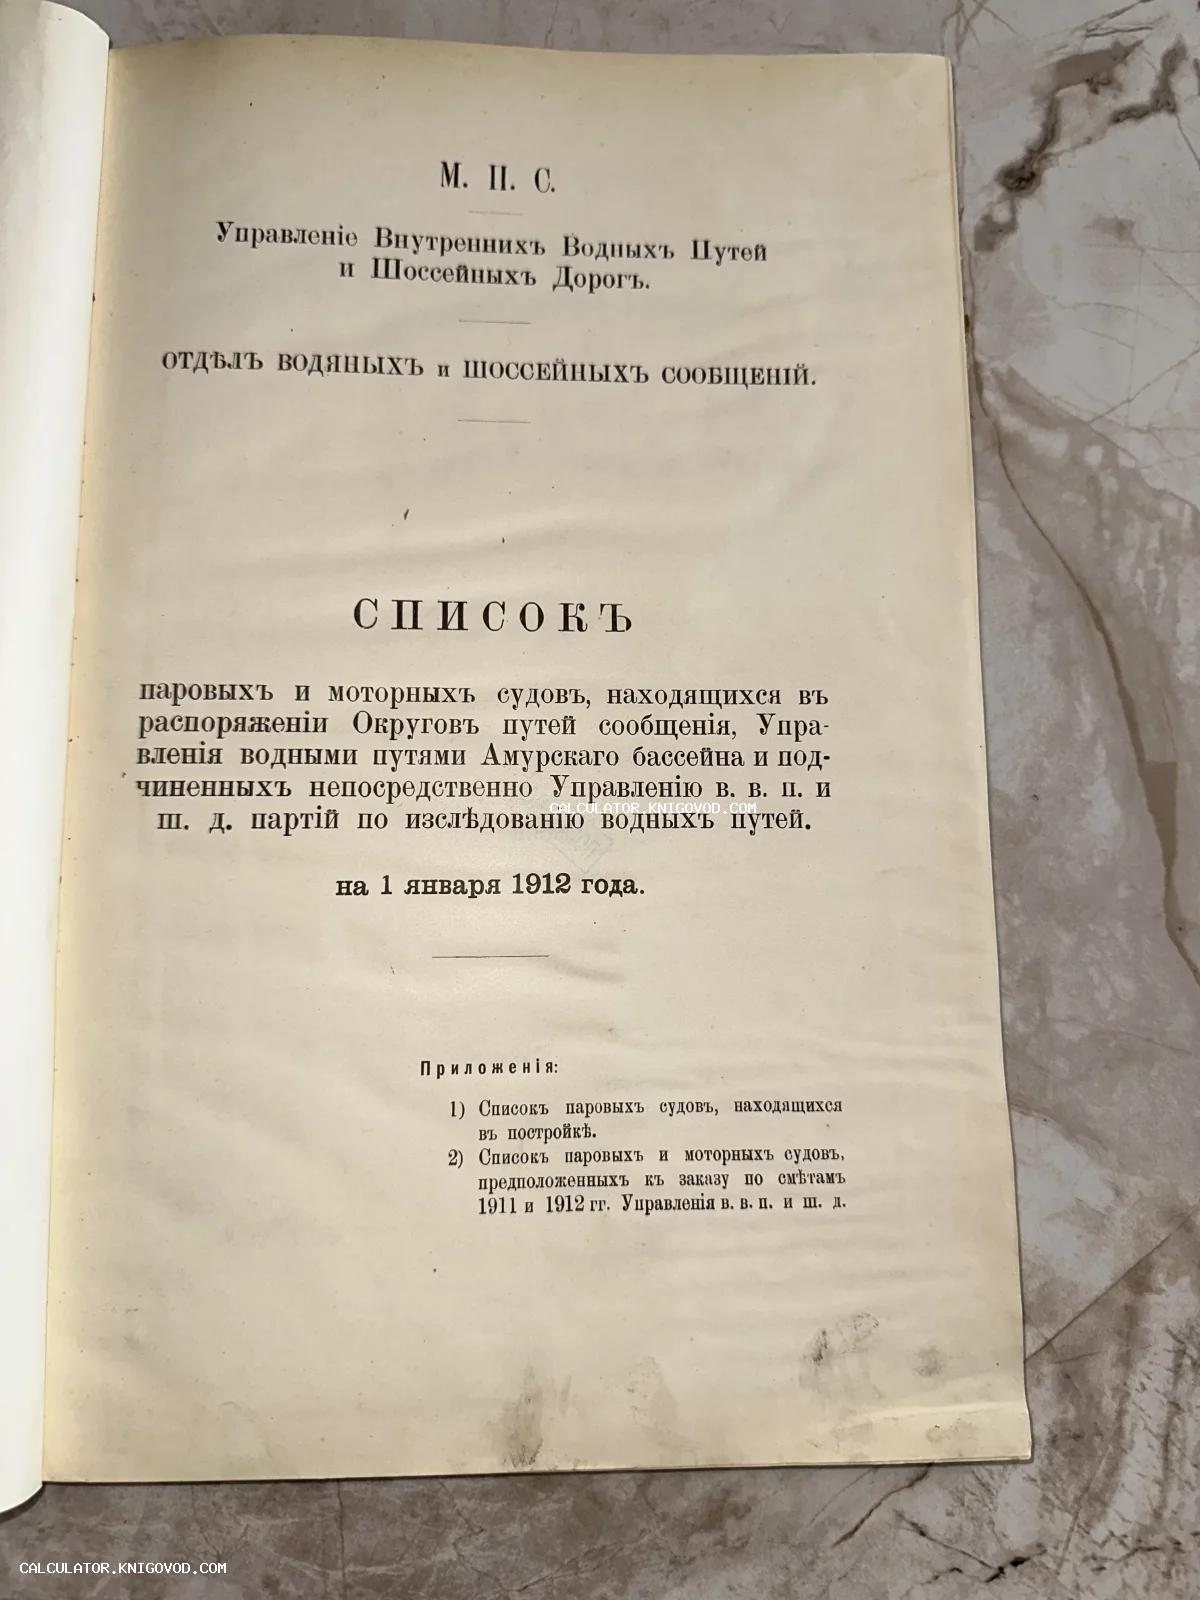 М. П. С.
Управленіе Внутреннихъ Водныхъ Путей
и Шоссейныхъ Дорогъ.
ОТДѢЛЪ ВОДЯНЫХЪ и ШОССЕЙНЫХЪ СООБЩЕНІЙ.
СПИСОКЪ
паровыхъ и моторныхъ судовъ, находящихся въ
распоряженіи Округовъ путей сообщенія, Упра-
вленія водными путями Амурскаго бассейна и под-
чиненныхъ непосредственно Управленію в. в. п. и
CALCULATOR.KNIGOVOD.COM
ш. д. партій по изслѣдованію водныхъ путей.
на 1 января 1912 года.
Приложенія:
1) Списокъ паровыхъ судовъ, находящихся
въ постройкѣ.
2) Списокъ паровыхъ и моторныхъ судовъ,
предположенныхъ къ заказу по смѣтамъ
1911 и 1912 гг. Управленія в. в. п. и ш. д.
CALCULATOR.KNIGOVOD.COM